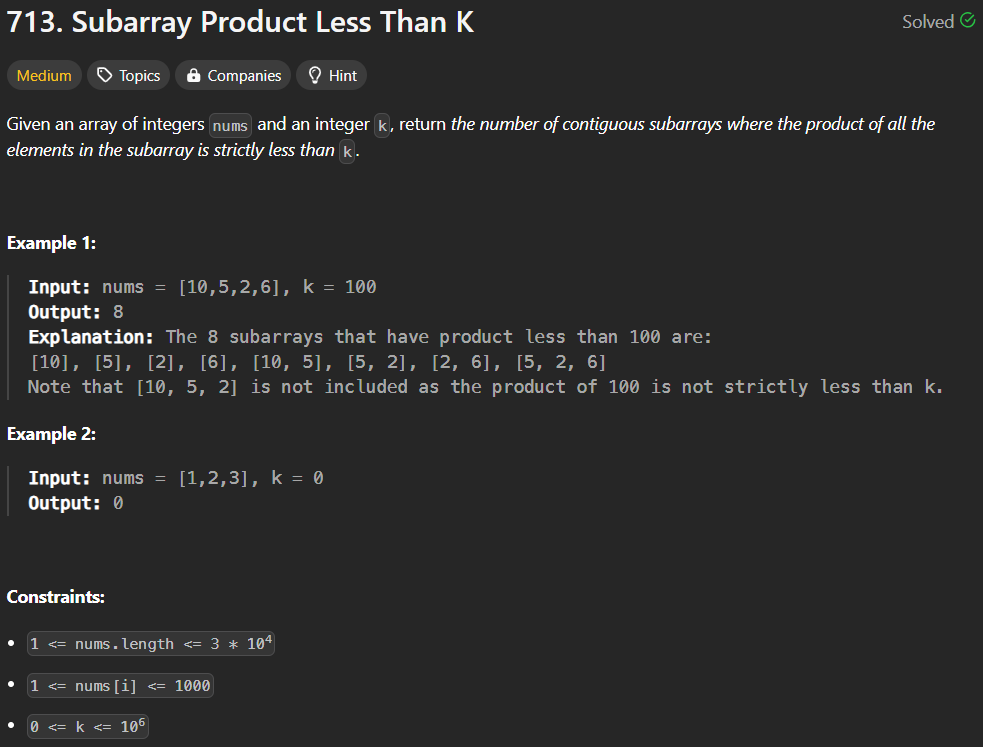 713. Subarray Product Less Than K
Solved
Medium Topics Companies Hint
Given an array of integers nums and an integer k, return the number of contiguous subarrays where the product of all the
elements in the subarray is strictly less than k.
Example 1:
Input: nums = [10,5,2,6], k = 100
Output: 8
Explanation: The 8 subarrays that have product less than 100 are:
[10], [5], [2], [6], [10, 5], [5, 2], [2, 6], [5, 2, 6]
Note that [10, 5, 2] is not included as the product of 100 is not strictly less than k.
Example 2:
Input: nums = [1,2,3], k = 0
Output: 0
Constraints:
• 1 <= nums.length <= 3 * 10⁴
• 1 <= nums[i] <= 1000
• 0 <= k <= 10⁶